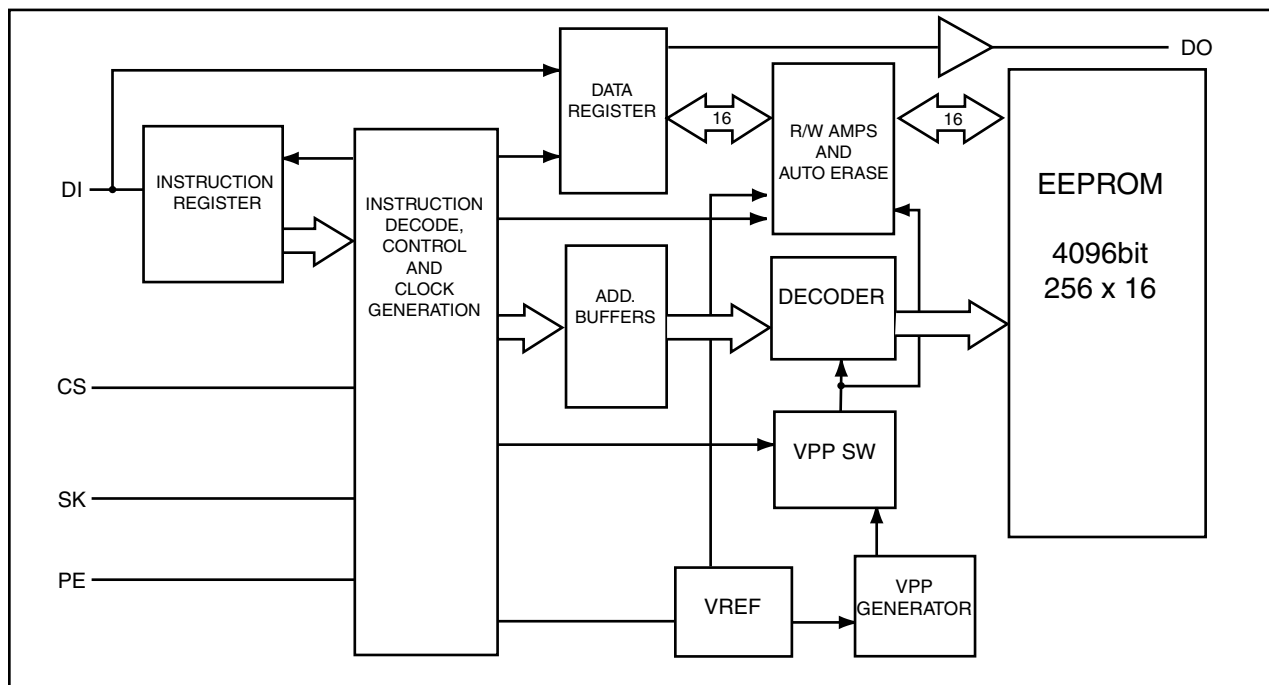 DO
DATA
REGISTER
16
R/W AMPS
AND
AUTO ERASE
16
EEPROM
4096bit
256 x 16
DI
INSTRUCTION
REGISTER
INSTRUCTION
DECODE,
CONTROL
AND
CLOCK
GENERATION
ADD.
BUFFERS
DECODER
CS
VPP SW
SK
PE
VREF
VPP
GENERATOR